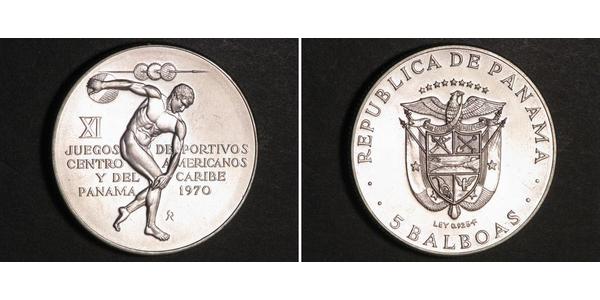 XI
JUEGOS DEPORTIVOS
CENTRO AMERICANOS
Y DEL CARIBE
PANAMA 1970
REPUBLICA DE PANAMA
LEY 0.925 F.
· 5 BALBOAS ·